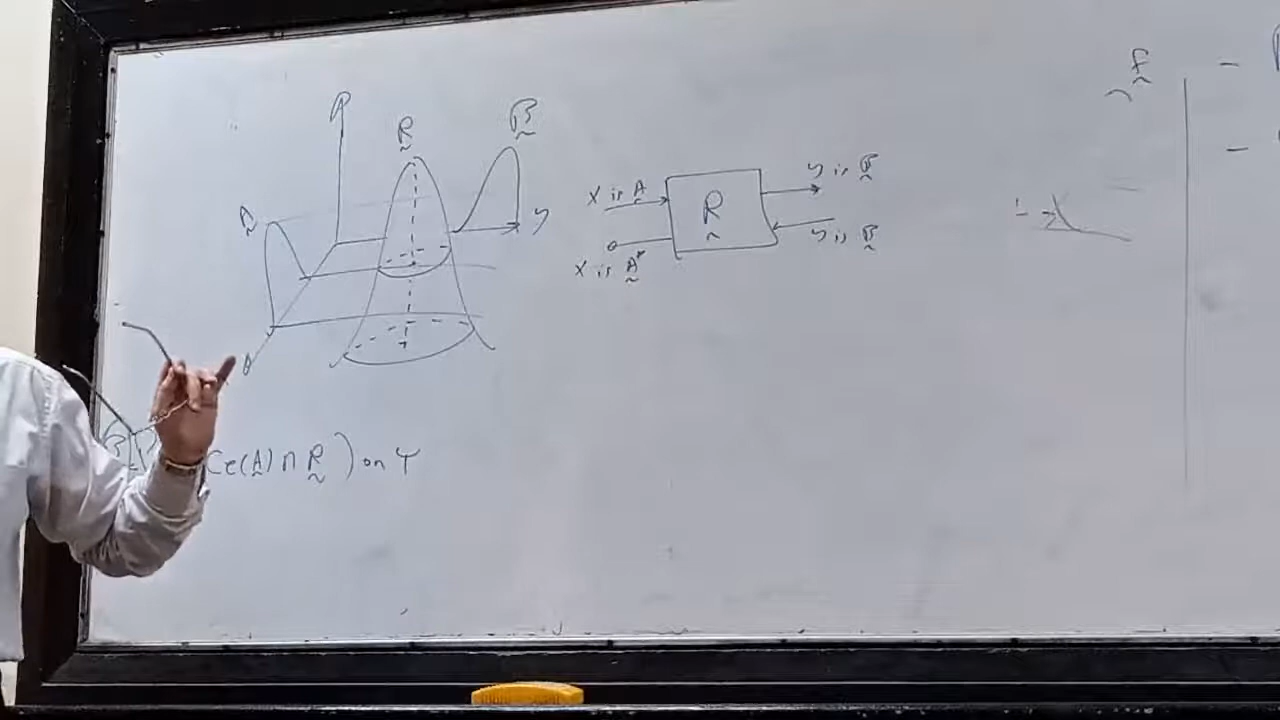 R B
A
y
X is A R y is B
X is A* y is B
Ce(A) ∩ R ) on Y
f -
-